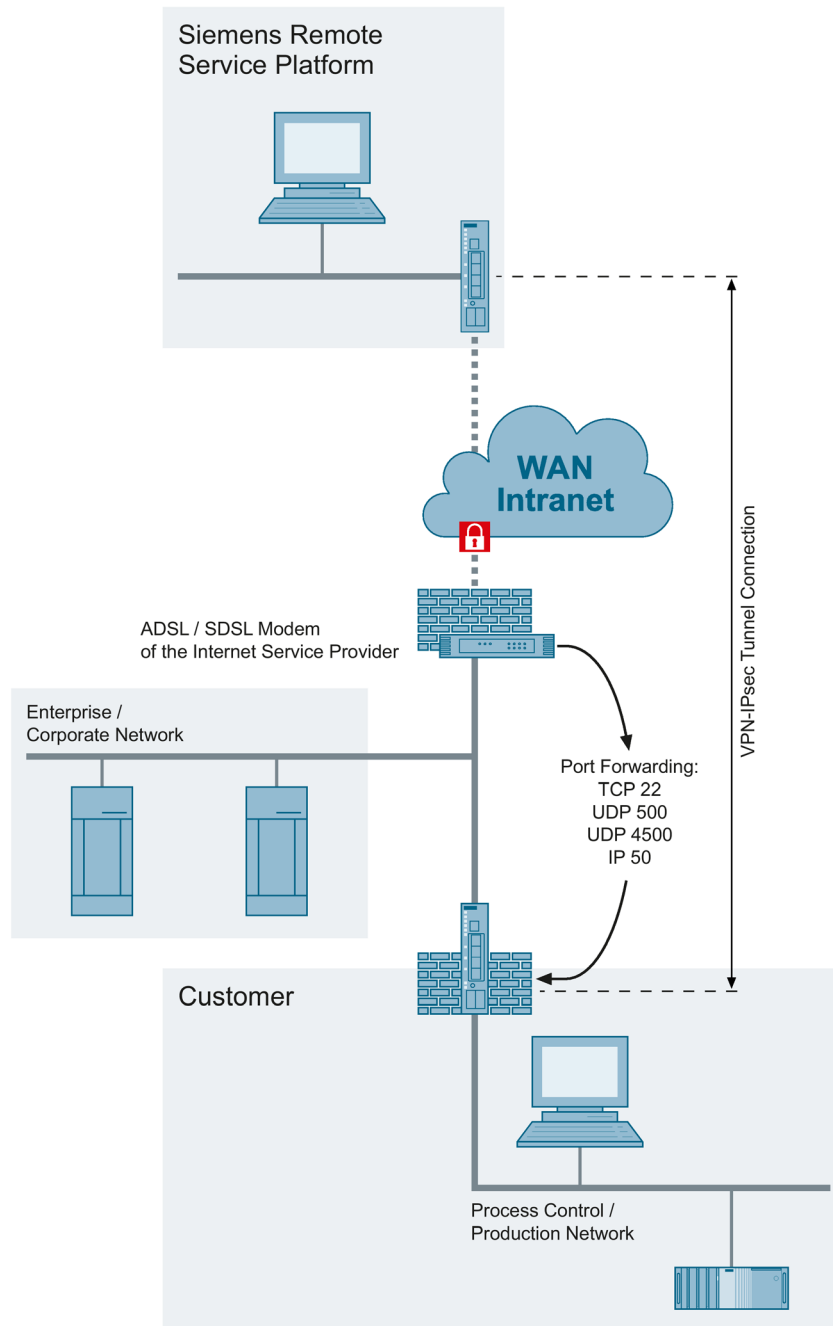 Siemens Remote
Service Platform
WAN
Intranet
ADSL / SDSL Modem
of the Internet Service Provider
Enterprise /
Corporate Network
Port Forwarding:
TCP 22
UDP 500
UDP 4500
IP 50
VPN-IPsec Tunnel Connection
Customer
Process Control /
Production Network